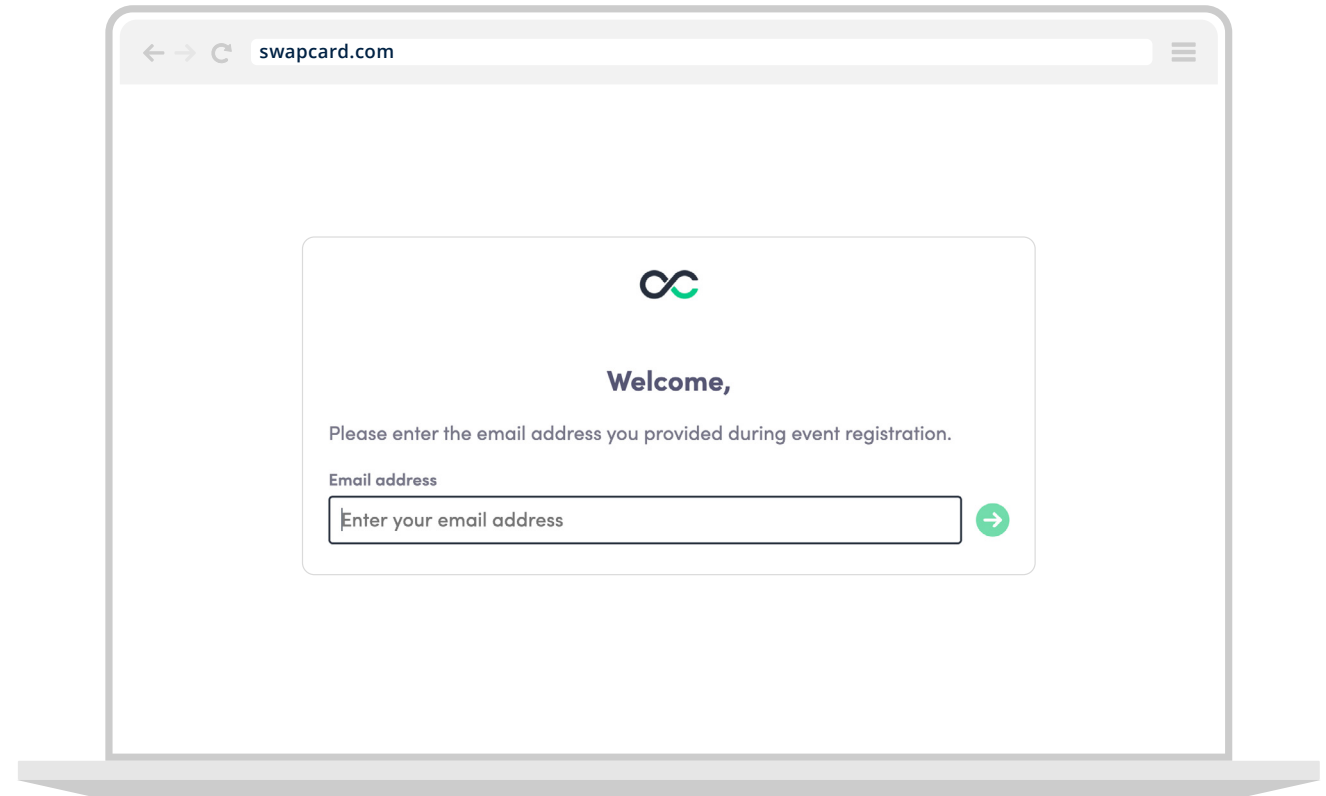 swapcard.com
Welcome,
Please enter the email address you provided during event registration.
Email address
Enter your email address